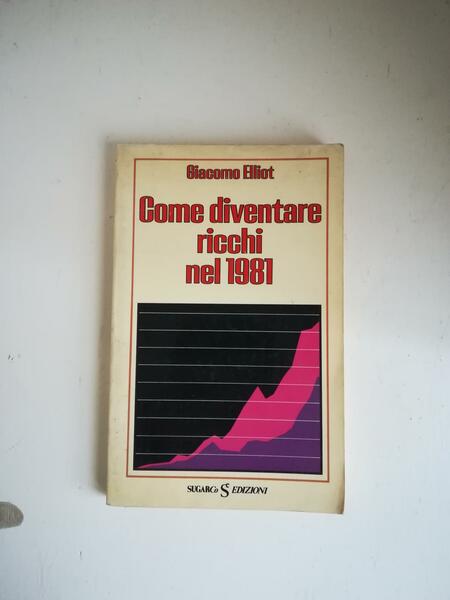 Giacomo Elliot
Come diventare
ricchi
nel 1981
SUGARCo S EDIZIONI